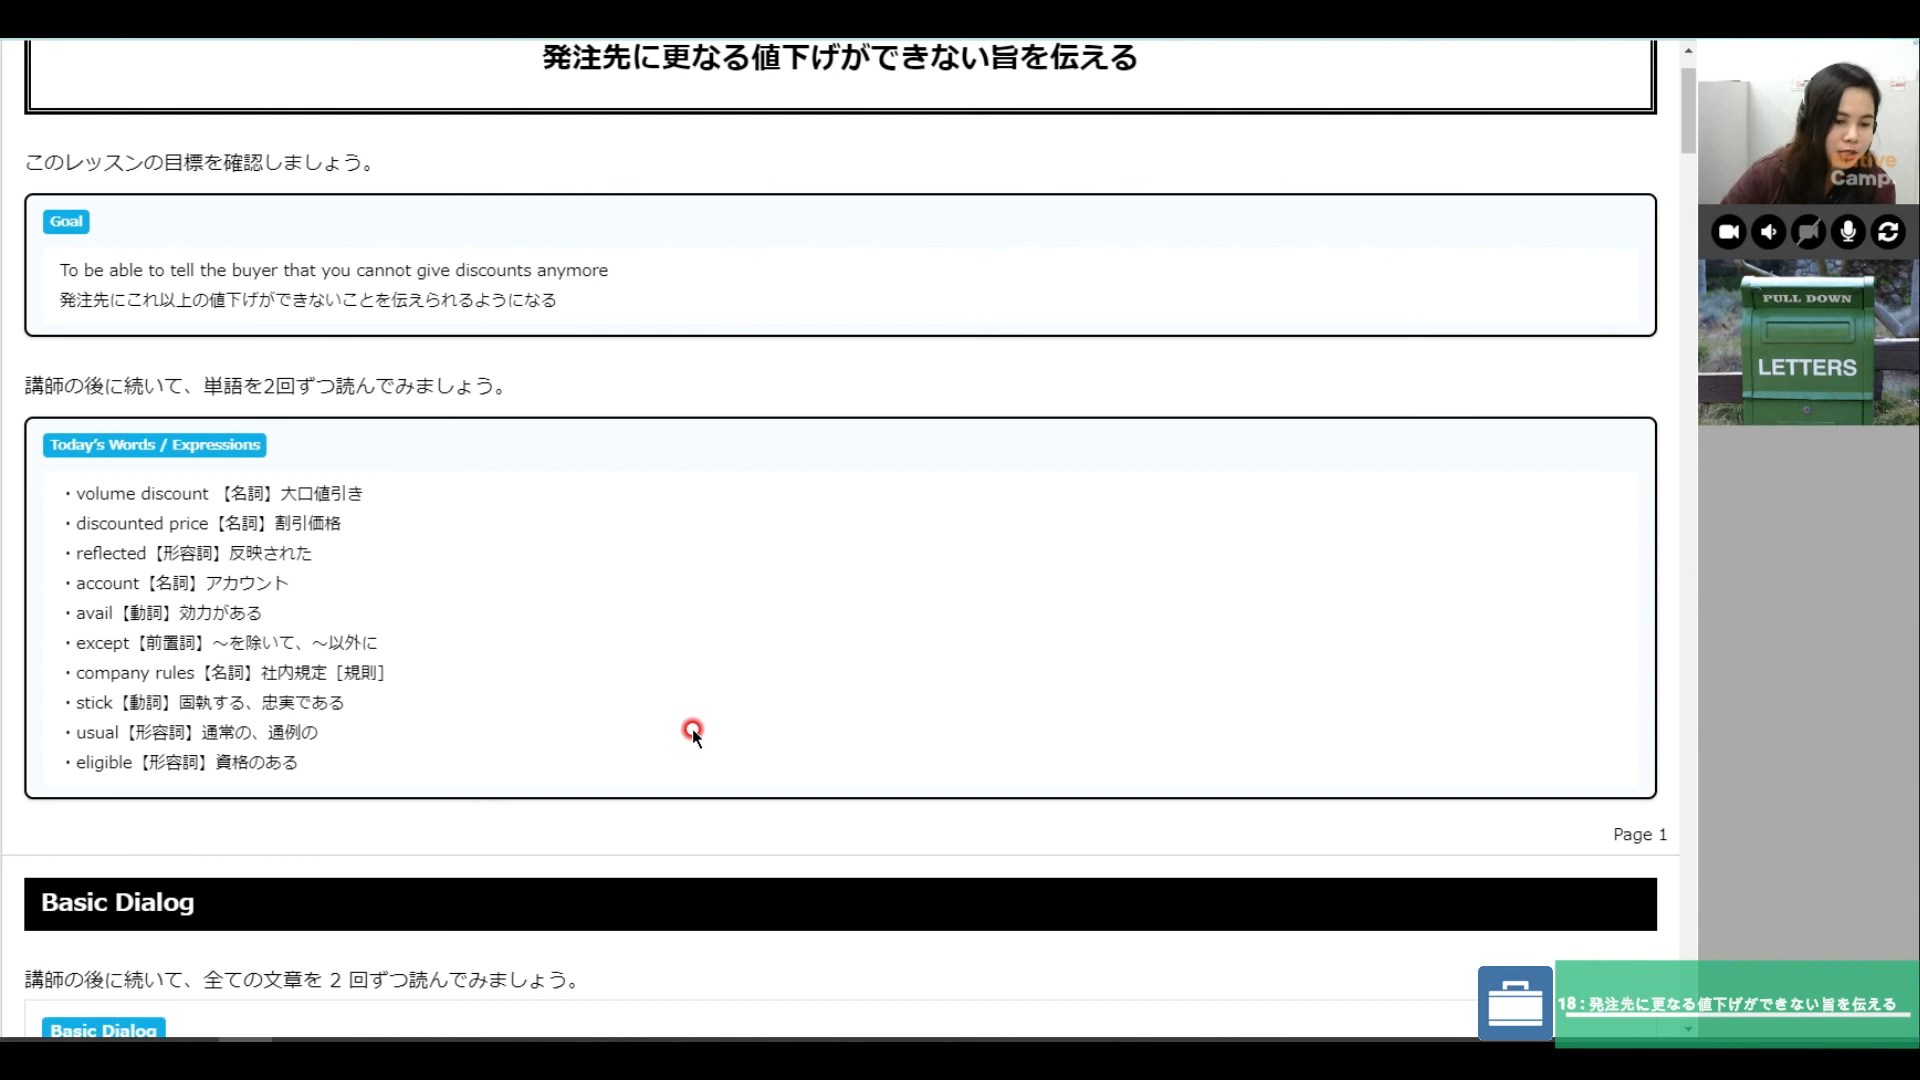 発注先に更なる値下げができない旨を伝える
このレッスンの目標を確認しましょう。
Goal
To be able to tell the buyer that you cannot give discounts anymore
発注先にこれ以上の値下げができないことを伝えられるようになる
講師の後に続いて、単語を2回ずつ読んでみましょう。
Today's Words / Expressions
・volume discount 【名詞】大口値引き
・discounted price【名詞】割引価格
・reflected【形容詞】反映された
・account【名詞】アカウント
・avail【動詞】効力がある
・except【前置詞】～を除いて、～以外に
・company rules【名詞】社内規定［規則］
・stick【動詞】固執する、忠実である
・usual【形容詞】通常の、通例の
・eligible【形容詞】資格のある
Page 1
Basic Dialog
講師の後に続いて、全ての文章を 2 回ずつ読んでみましょう。
Basic Dialog
Native
Camp.
PULL DOWN
LETTERS
18:発注先に更なる値下げができない旨を伝える